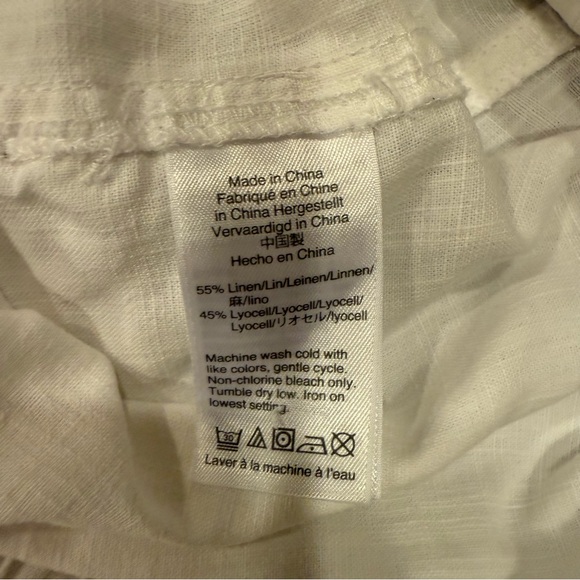 Made in China
Fabriqué en Chine
in China Hergestellt
Vervaardigd in China
中国製
Hecho en China
55% Linen/Lin/Leinen/Linnen/
麻/lino
45% Lyocell/Lyocell/Lyocell/
Lyocell/リオセル/lyocell
Machine wash cold with
like colors, gentle cycle.
Non-chlorine bleach only.
Tumble dry low. Iron on
lowest setting.
30
Laver à la machine à l'eau